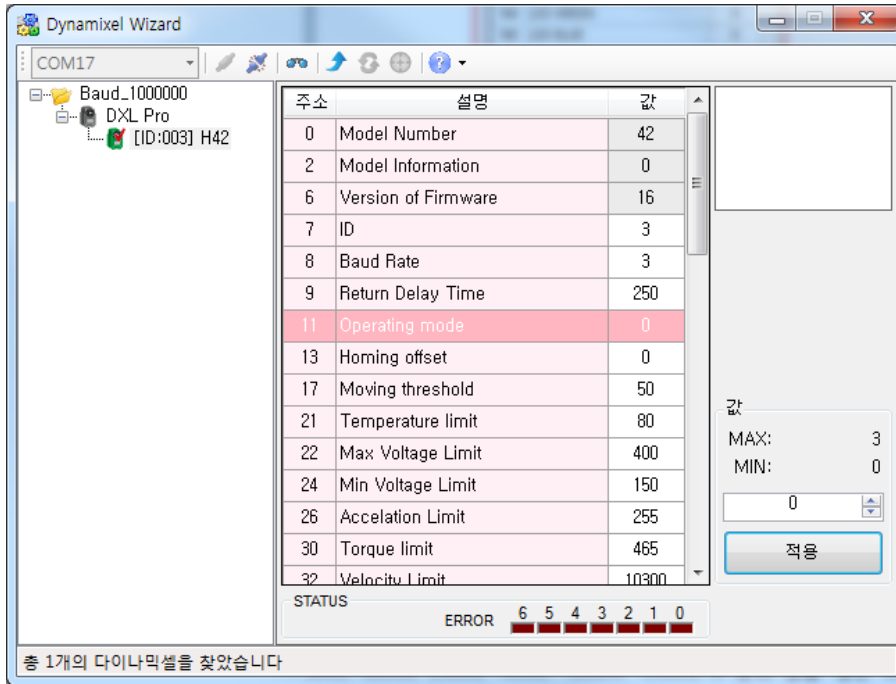 Dynamixel Wizard
COM17
Baud_1000000
DXL Pro
[ID:003] H42
주소 설명 값
0 Model Number 42
2 Model Information 0
6 Version of Firmware 16
7 ID 3
8 Baud Rate 3
9 Return Delay Time 250
11 Operating mode 0
13 Homing offset 0
17 Moving threshold 50
21 Temperature limit 80
22 Max Voltage Limit 400
24 Min Voltage Limit 150
26 Accelation Limit 255
30 Torque limit 465
32 Velocity Limit 10300
값
MAX: 3
MIN: 0
0
적용
STATUS
ERROR 6 5 4 3 2 1 0
총 1개의 다이나믹셀을 찾았습니다